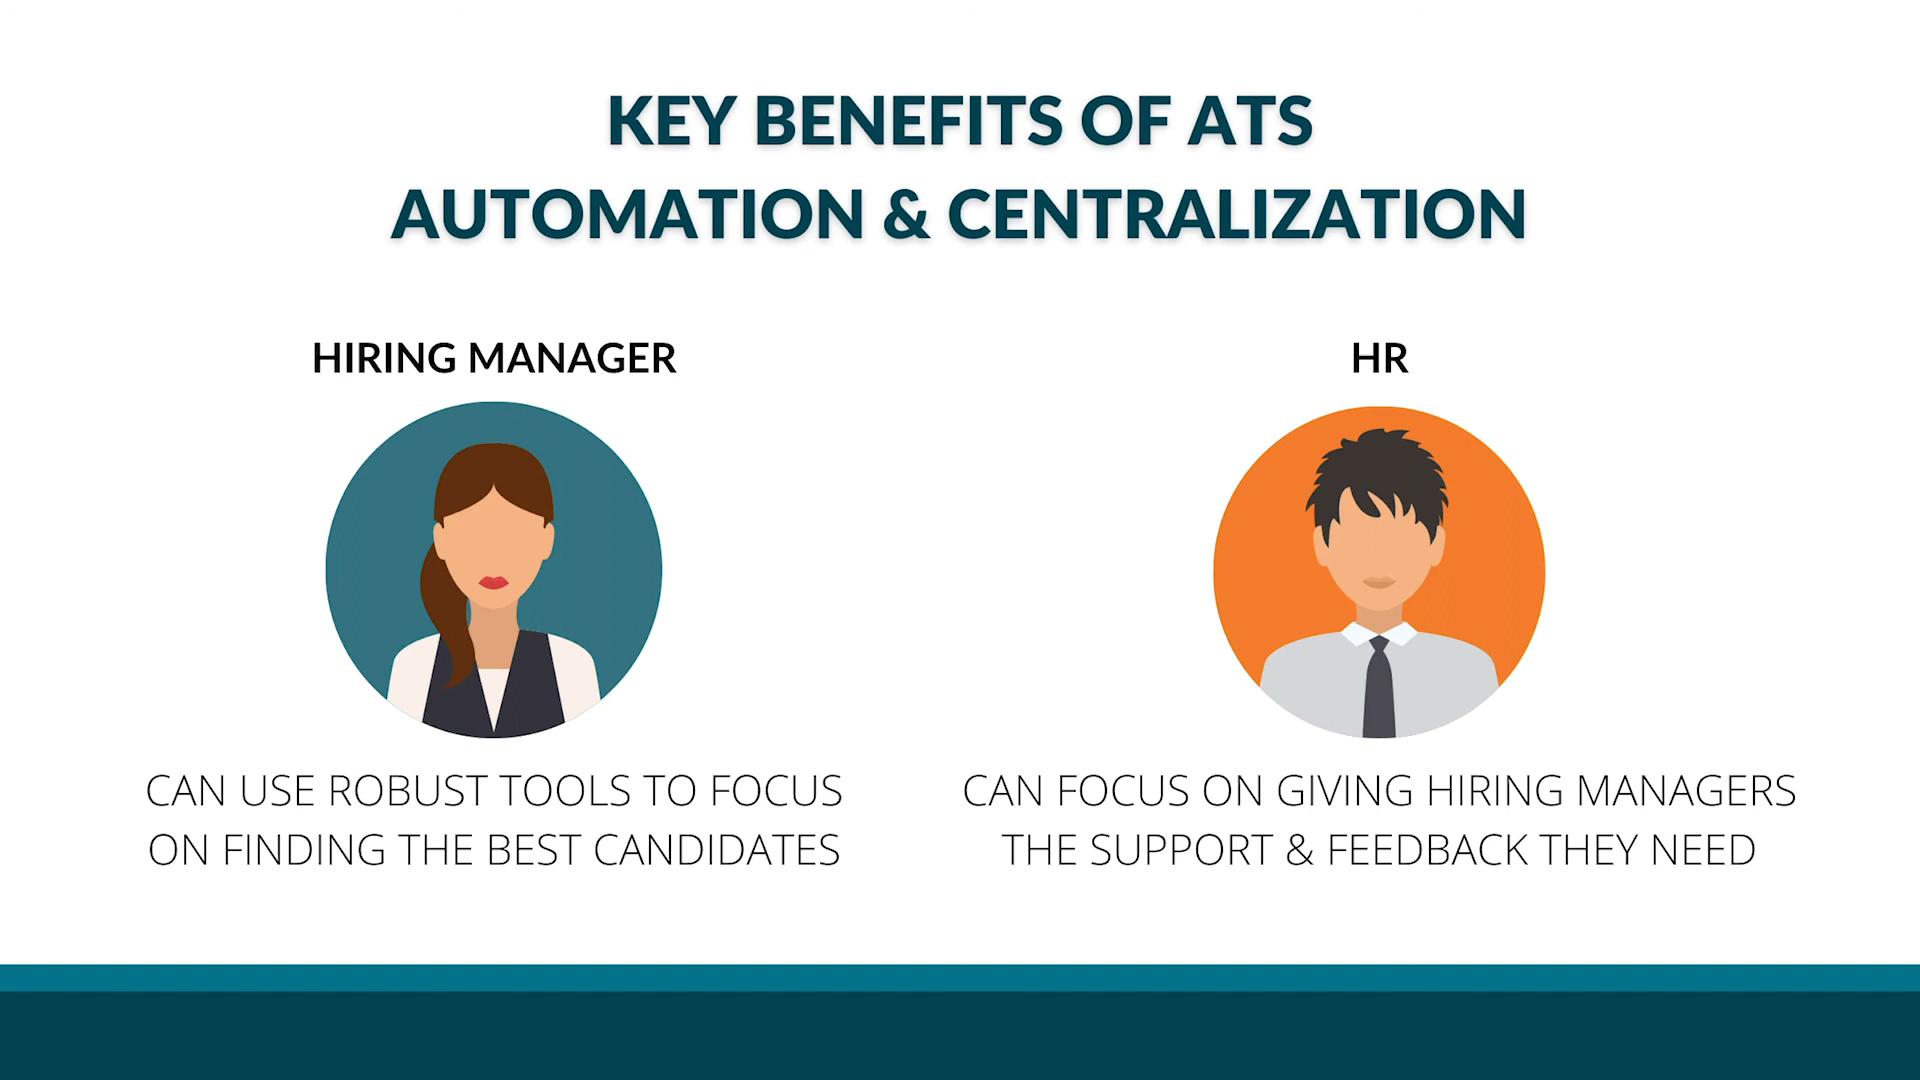 KEY BENEFITS OF ATS
AUTOMATION & CENTRALIZATION
HIRING MANAGER
CAN USE ROBUST TOOLS TO FOCUS
ON FINDING THE BEST CANDIDATES
HR
CAN FOCUS ON GIVING HIRING MANAGERS
THE SUPPORT & FEEDBACK THEY NEED